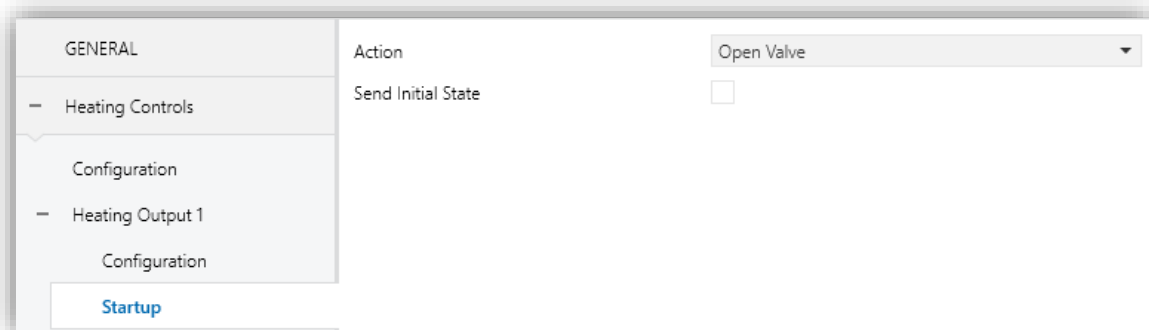 GENERAL
Heating Controls
Configuration
Heating Output 1
Configuration
Startup
Action
Open Valve
Send Initial State